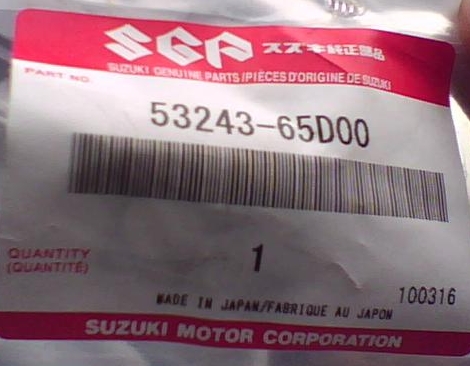 SGP スズキ純正部品
SUZUKI GENUINE PARTS/PIÈCES D'ORIGINE DE SUZUKI
PART NO.
53243-65D00
QUANTITY 1
(QUANTITÉ)
100316
MADE IN JAPAN/FABRIQUE AU JAPON
SUZUKI MOTOR CORPORATION